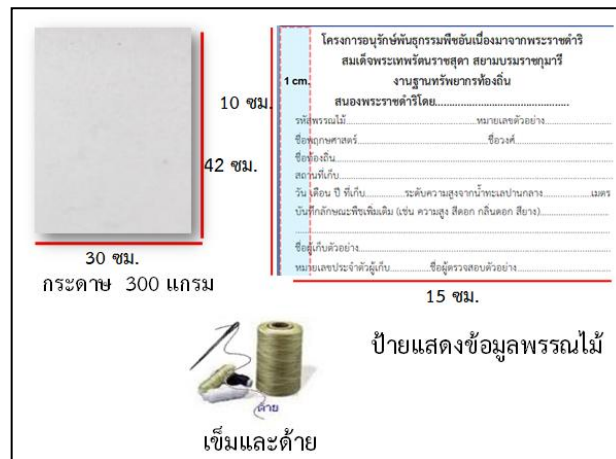 โครงการอนุรักษ์พันธุกรรมพืชอันเนื่องมาจากพระราชดำริ
สมเด็จพระเทพรัตนราชสุดา สยามบรมราชกุมารี
1 cm.
งานฐานทรัพยากรท้องถิ่น
สนองพระราชดำริโดย
รหัสพรรณไม้ หมายเลขตัวอย่าง
ชื่อพฤกษศาสตร์ ชื่อวงศ์
ชื่อท้องถิ่น
สถานที่เก็บ
วัน เดือน ปี ที่เก็บ ระดับความสูงจากน้ำทะเลปานกลาง เมตร
บันทึกลักษณะพืชเพิ่มเติม (เช่น ความสูง สีดอก กลิ่นดอก สียาง)
ชื่อผู้เก็บตัวอย่าง
หมายเลขประจำตัวผู้เก็บ ชื่อผู้ตรวจสอบตัวอย่าง
10 ซม.
42 ซม.
30 ซม.
กระดาษ 300 แกรม
15 ซม.
ป้ายแสดงข้อมูลพรรณไม้
ด้าย
เข็มและด้าย